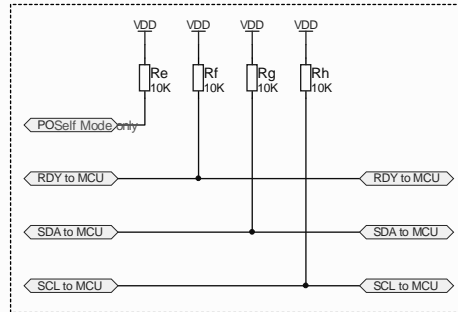 VDD VDD VDD VDD
Re Rf Rg Rh
10K 10K 10K 10K
POSelf Mode only
RDY to MCU RDY to MCU
SDA to MCU SDA to MCU
SCL to MCU SCL to MCU